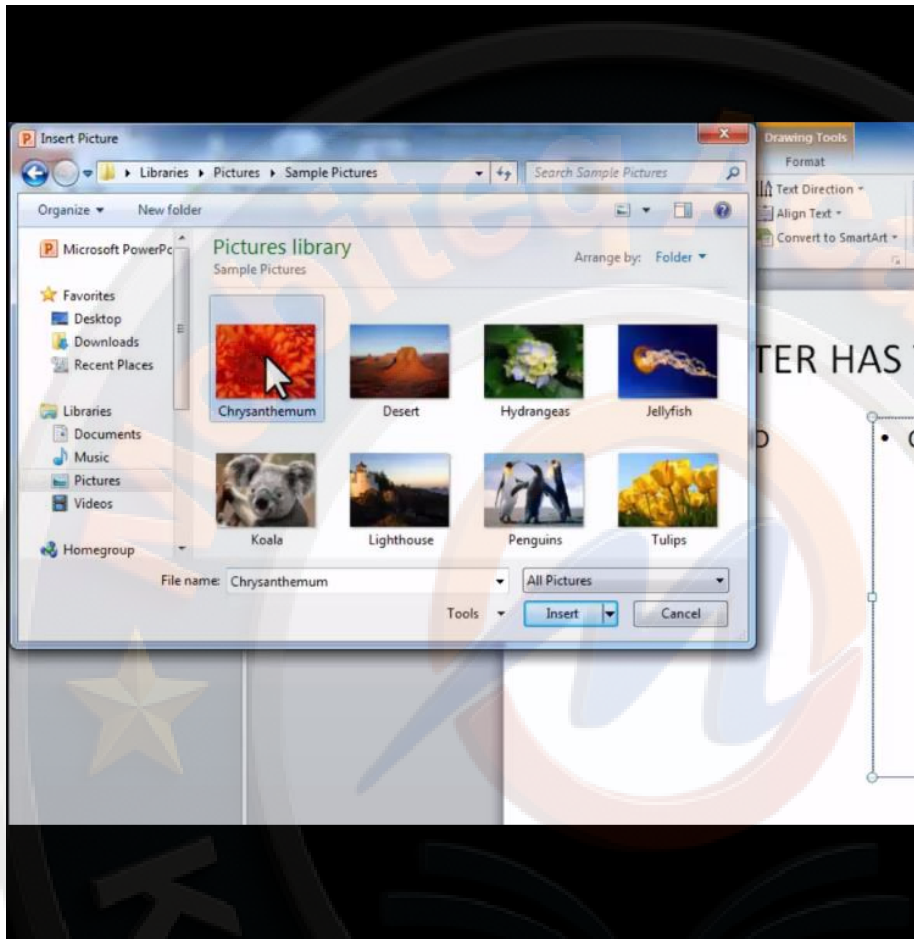 Insert Picture
Libraries ▸ Pictures ▸ Sample Pictures
Search Sample Pictures
Organize
New folder
Microsoft PowerPc
Favorites
Desktop
Downloads
Recent Places
Libraries
Documents
Music
Pictures
Videos
Homegroup
Pictures library
Sample Pictures
Arrange by: Folder
Chrysanthemum Desert Hydrangeas Jellyfish
Koala Lighthouse Penguins Tulips
File name: Chrysanthemum
All Pictures
Tools
Insert
Cancel
Drawing Tools
Format
Text Direction
Align Text
Convert to SmartArt
TER HAS
Mobiteq A